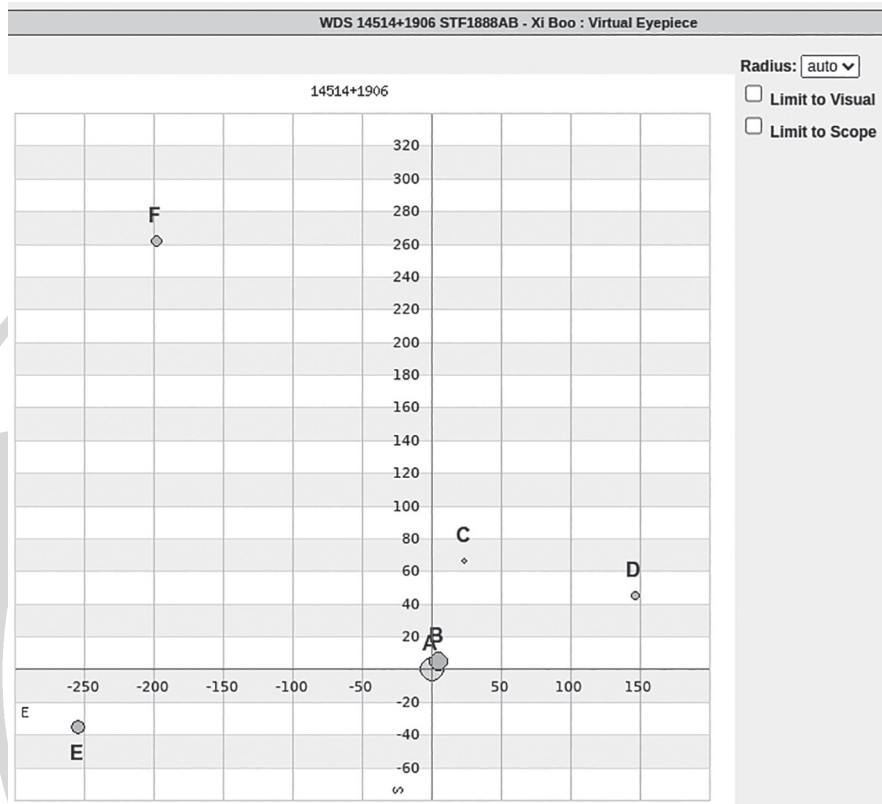 WDS 14514+1906 STF1888AB - Xi Boo : Virtual Eyepiece
Radius: auto
Limit to Visual
Limit to Scope
14514+1906
320
300
F
280
260
240
220
200
180
160
140
120
100
C
80
D
60
40
A B
20
-250 -200 -150 -100 -50 50 100 150
-20
E
-40
E
-60
S